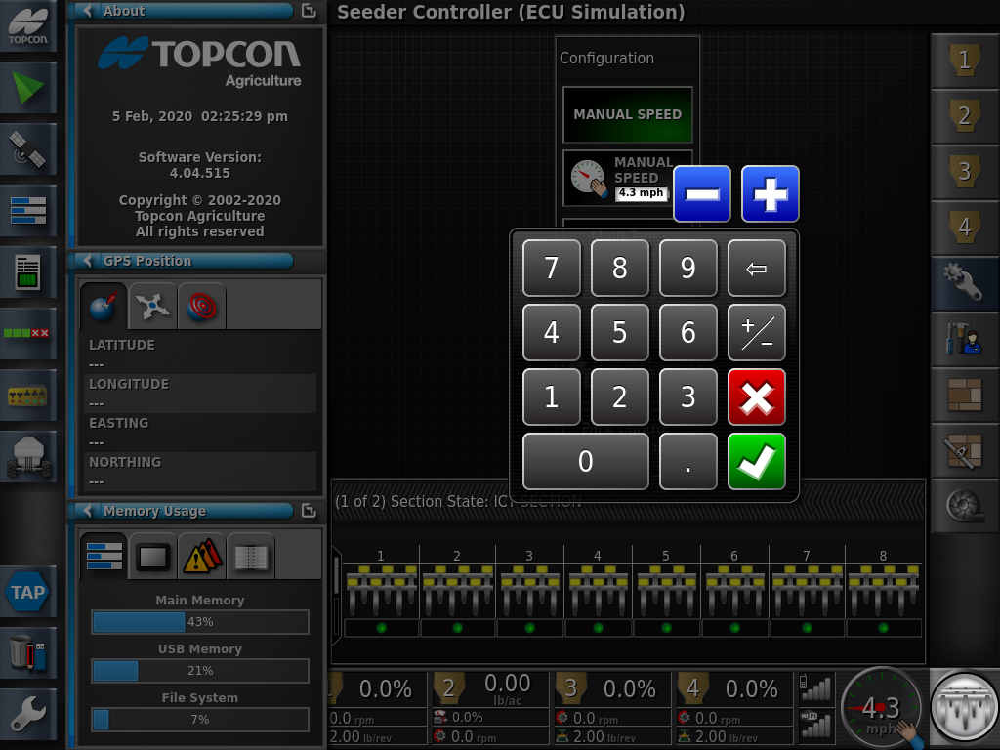 TOPCON
About
TOPCON
Agriculture
5 Feb, 2020 02:25:29 pm
Software Version:
4.04.515
Copyright © 2002-2020
Topcon Agriculture
All rights reserved
GPS Position
LATITUDE
---
LONGITUDE
---
EASTING
---
NORTHING
---
Memory Usage
Main Memory
43%
USB Memory
21%
File System
7%
TAP
Seeder Controller (ECU Simulation)
Configuration
MANUAL SPEED
MANUAL
SPEED
4.3 mph
7 8 9 ⇦
4 5 6 +/−
1 2 3
0 .
(1 of 2) Section State: ICT SECTION
1 2 3 4 5 6 7 8
1 0.0% 2 0.00 lb/ac 3 0.0% 4 0.0%
0.0 rpm 0.0% 0.0 rpm 0.0 rpm
2.00 lb/rev 0.0 rpm 2.00 lb/rev 2.00 lb/rev
4.3
mph
1
2
3
4